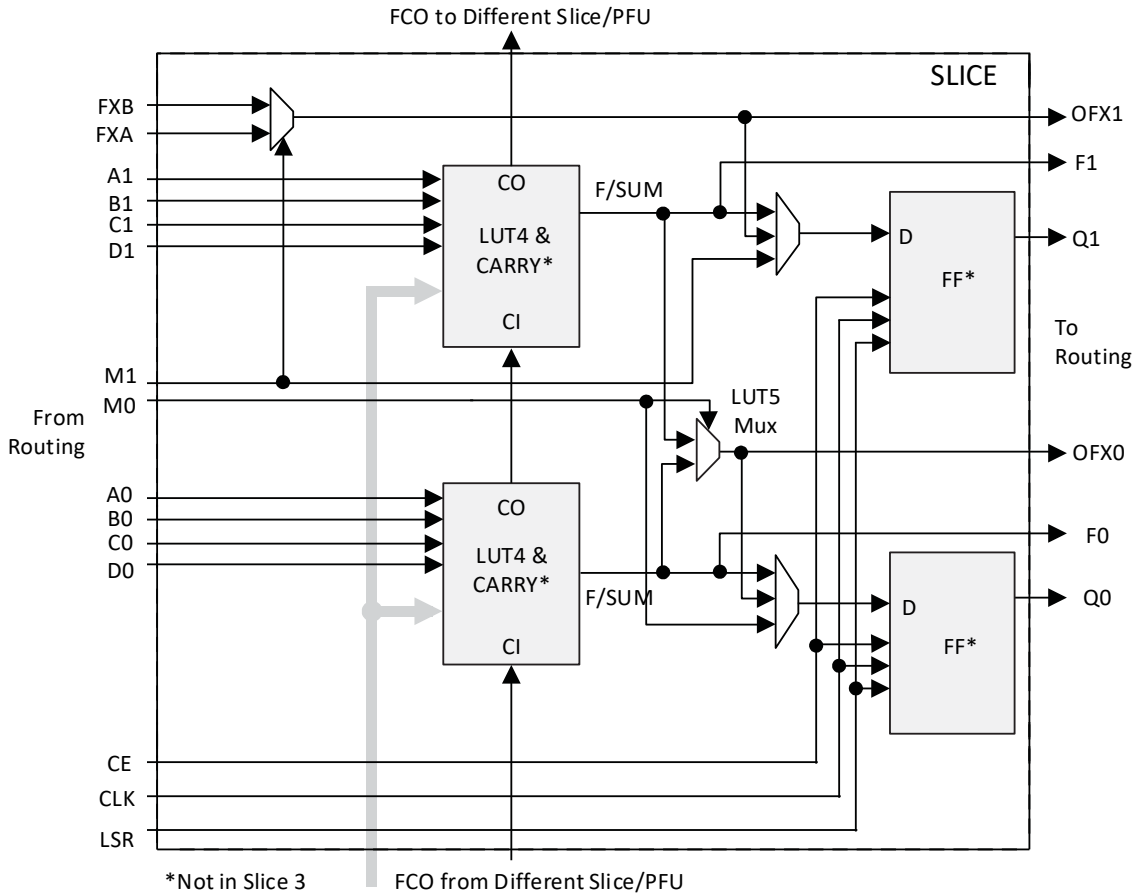 FCO to Different Slice/PFU
SLICE
FXB
FXA
OFX1
F1
A1
B1
C1
D1
CO
F/SUM
LUT4 &
CARRY*
CI
D
FF*
Q1
To
Routing
M1
M0
From
Routing
LUT5
Mux
OFX0
A0
B0
C0
D0
CO
LUT4 &
CARRY*
F/SUM
CI
F0
D
FF*
Q0
CE
CLK
LSR
*Not in Slice 3
FCO from Different Slice/PFU